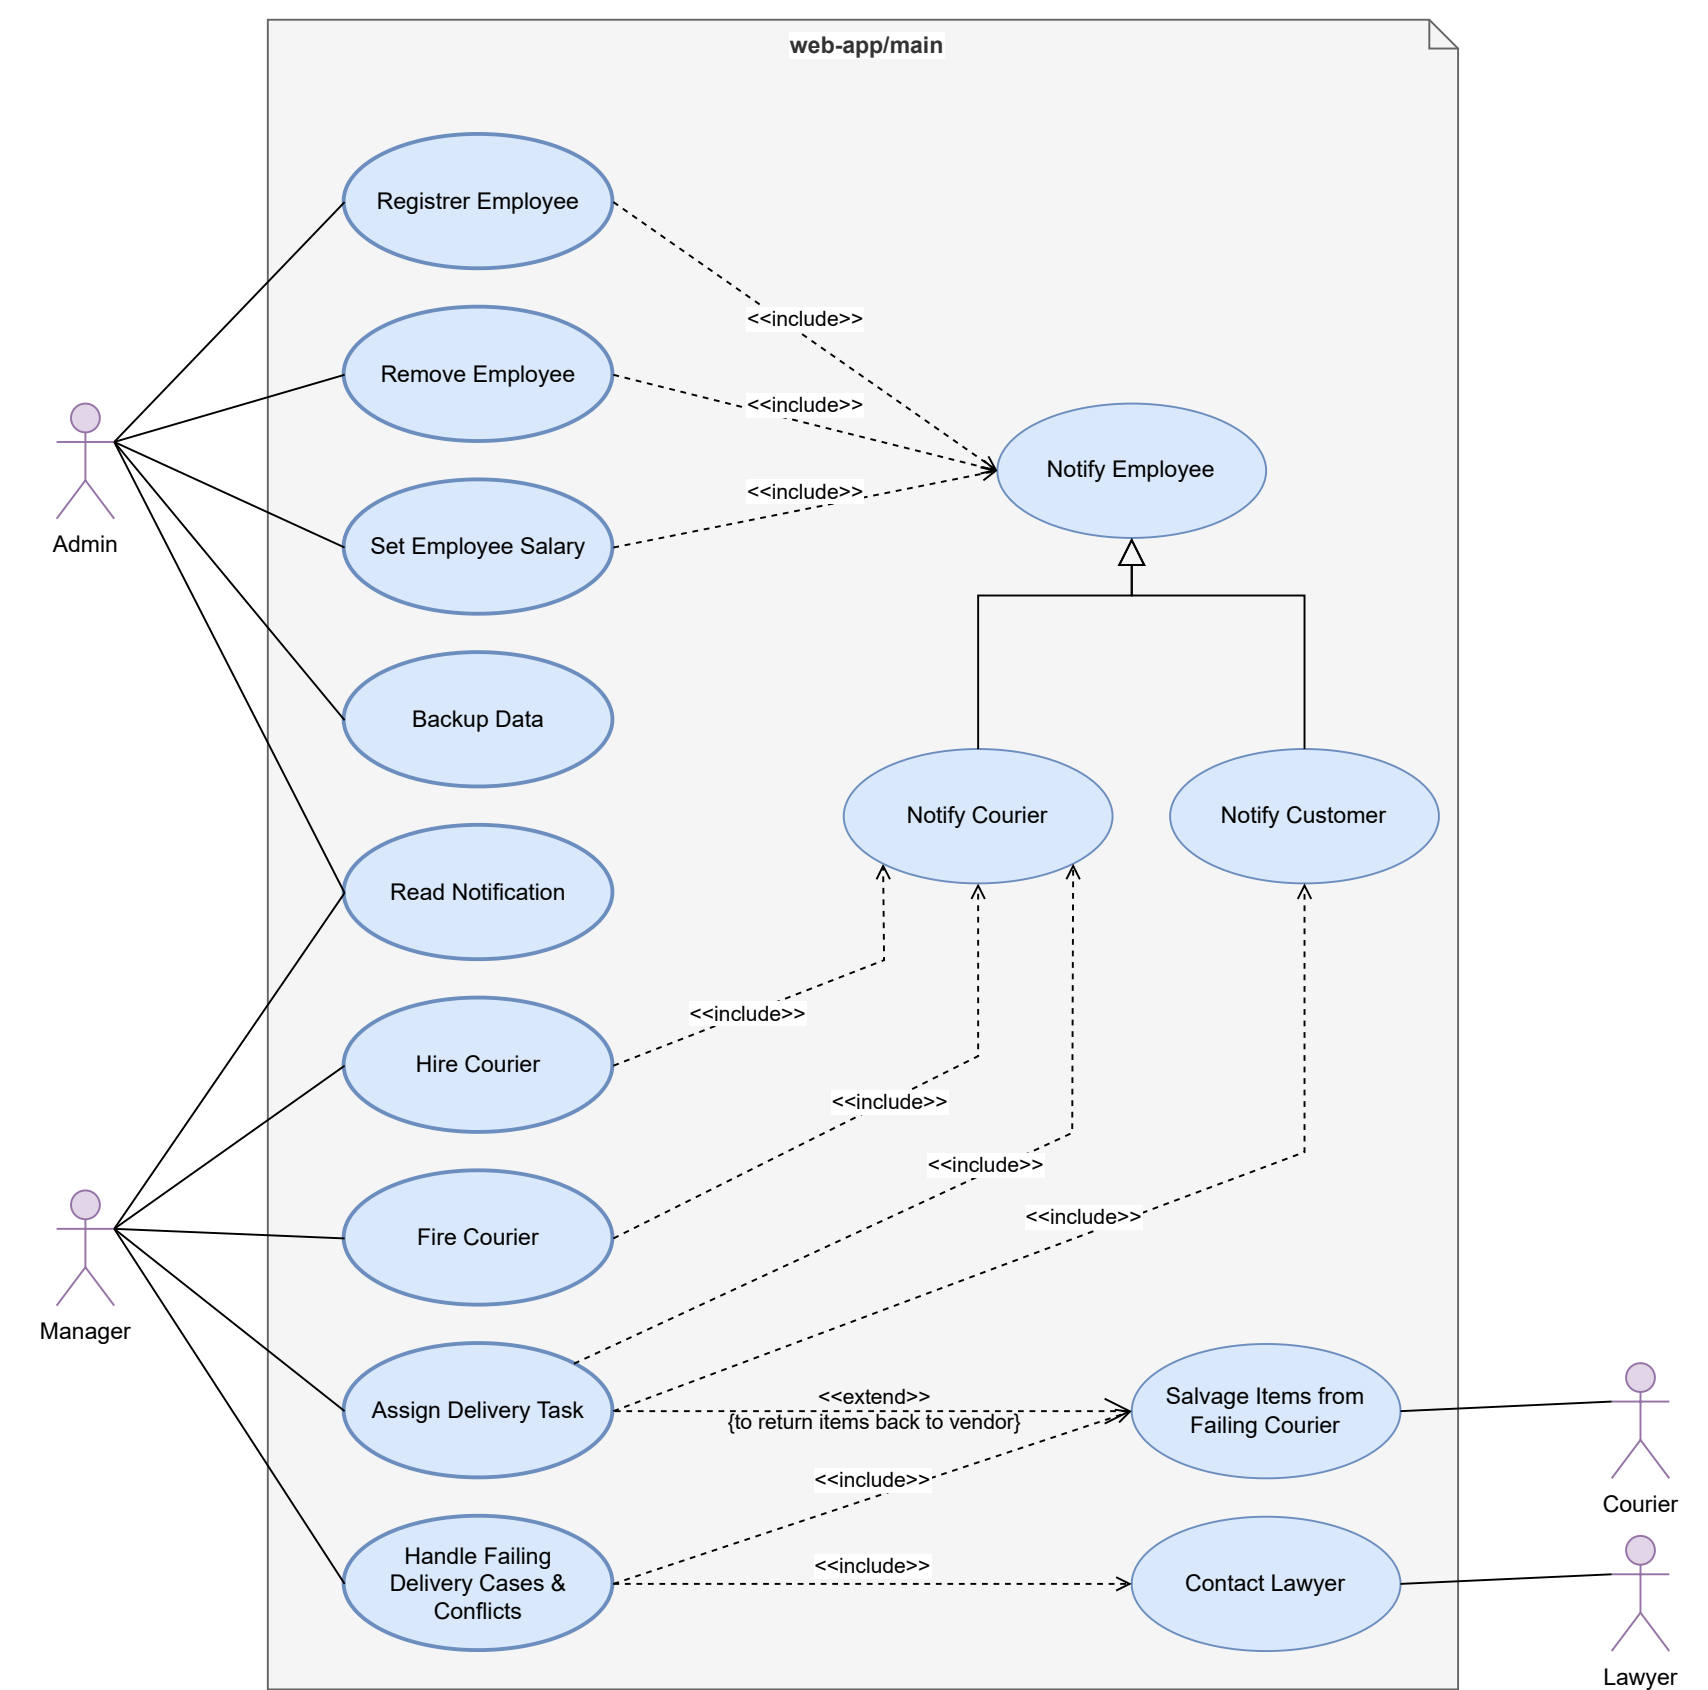 web-app/main
Registrer Employee
<<include>>
Remove Employee
<<include>>
Notify Employee
<<include>>
Set Employee Salary
Admin
Backup Data
Notify Courier
Notify Customer
Read Notification
<<include>>
Hire Courier
<<include>>
<<include>>
<<include>>
Fire Courier
Manager
Assign Delivery Task
<<extend>>
{to return items back to vendor}
Salvage Items from
Failing Courier
<<include>>
Courier
Handle Failing
Delivery Cases &
Conflicts
<<include>>
Contact Lawyer
Lawyer